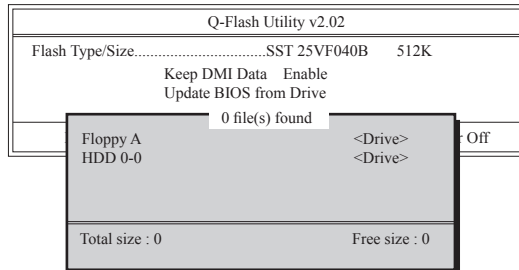 Q-Flash Utility v2.02
Flash Type/Size.................................SST 25VF040B 512K
Keep DMI Data Enable
Update BIOS from Drive
0 file(s) found
Floppy A <Drive>
HDD 0-0 <Drive>
Off
Total size : 0 Free size : 0